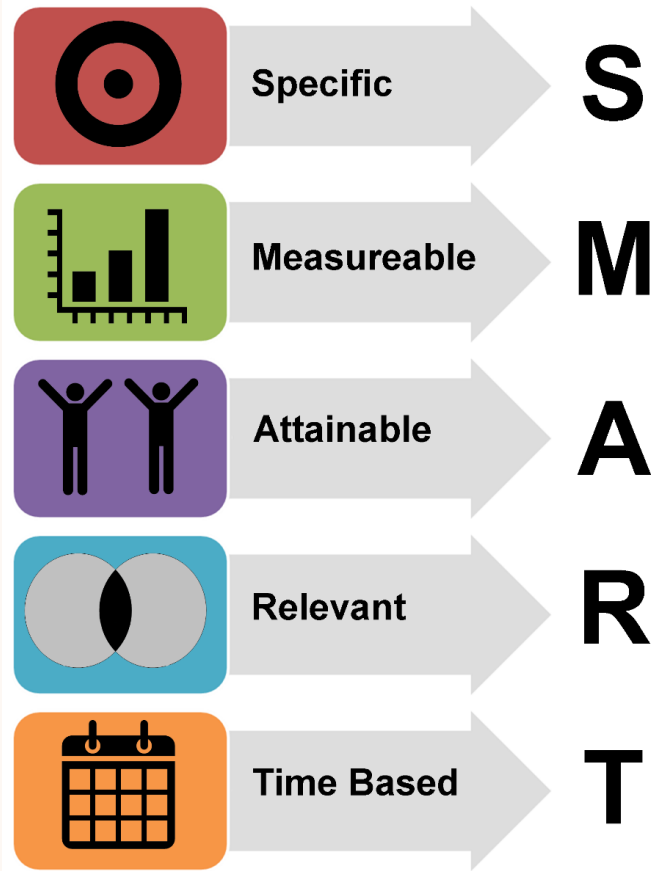 Specific S
Measureable M
Attainable A
Relevant R
Time Based T